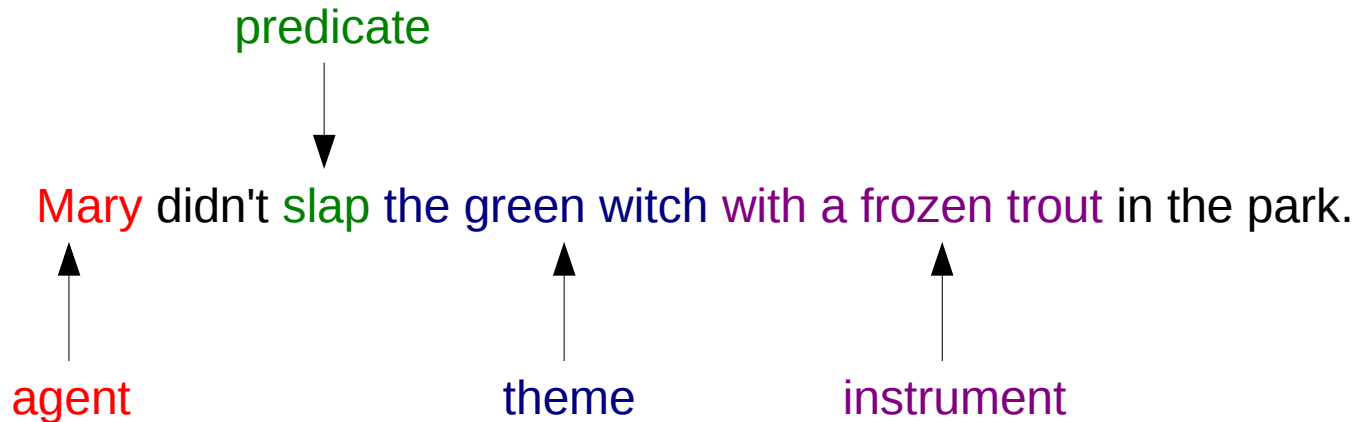 predicate
Mary didn't slap the green witch with a frozen trout in the park.
agent theme instrument